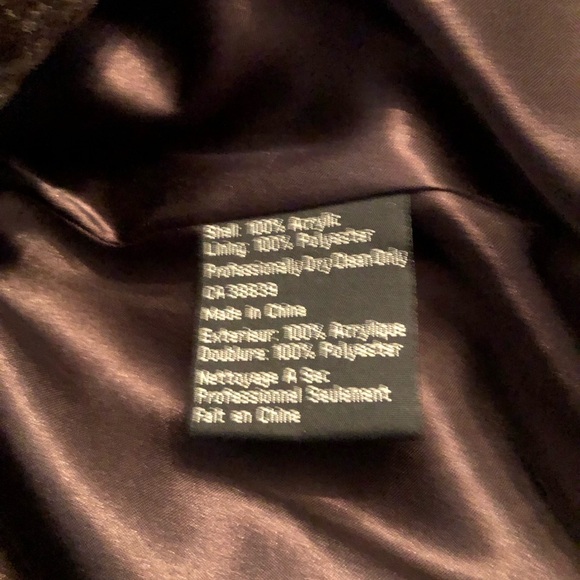 Shell: 100% Acrylic
Lining: 100% Polyester
Professionally Dry Clean Only
CA 38839
Made In China
Exterieur: 100% Acrylique
Doublure: 100% Polyester
Nettoyage A Sec
Professionnel Seulement
Fait en Chine